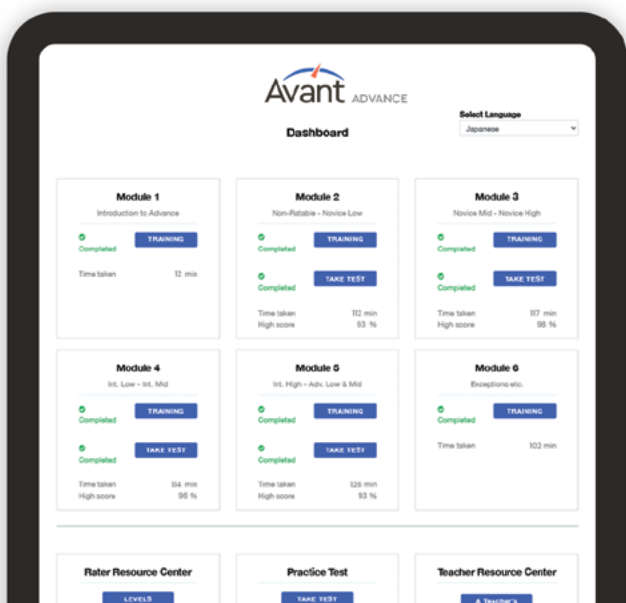 Avant ADVANCE
Select Language
Dashboard
Japanese
Module 1
Introduction to Advance
Completed
TRAINING
Time taken 12 min
Module 2
Non-Ratable - Novice Low
Completed
TRAINING
Completed
TAKE TEST
Time taken 112 min
High score 93 %
Module 3
Novice Mid - Novice High
Completed
TRAINING
Completed
TAKE TEST
Time taken 117 min
High score 98 %
Module 4
Int. Low - Int. Mid
Completed
TRAINING
Completed
TAKE TEST
Time taken 114 min
High score 96 %
Module 5
Int. High - Adv. Low & Mid
Completed
TRAINING
Completed
TAKE TEST
Time taken 125 min
High score 93 %
Module 6
Exceptions etc.
Completed
TRAINING
Time taken 102 min
Rater Resource Center
LEVELS
Practice Test
TAKE TEST
Teacher Resource Center
A Teacher's